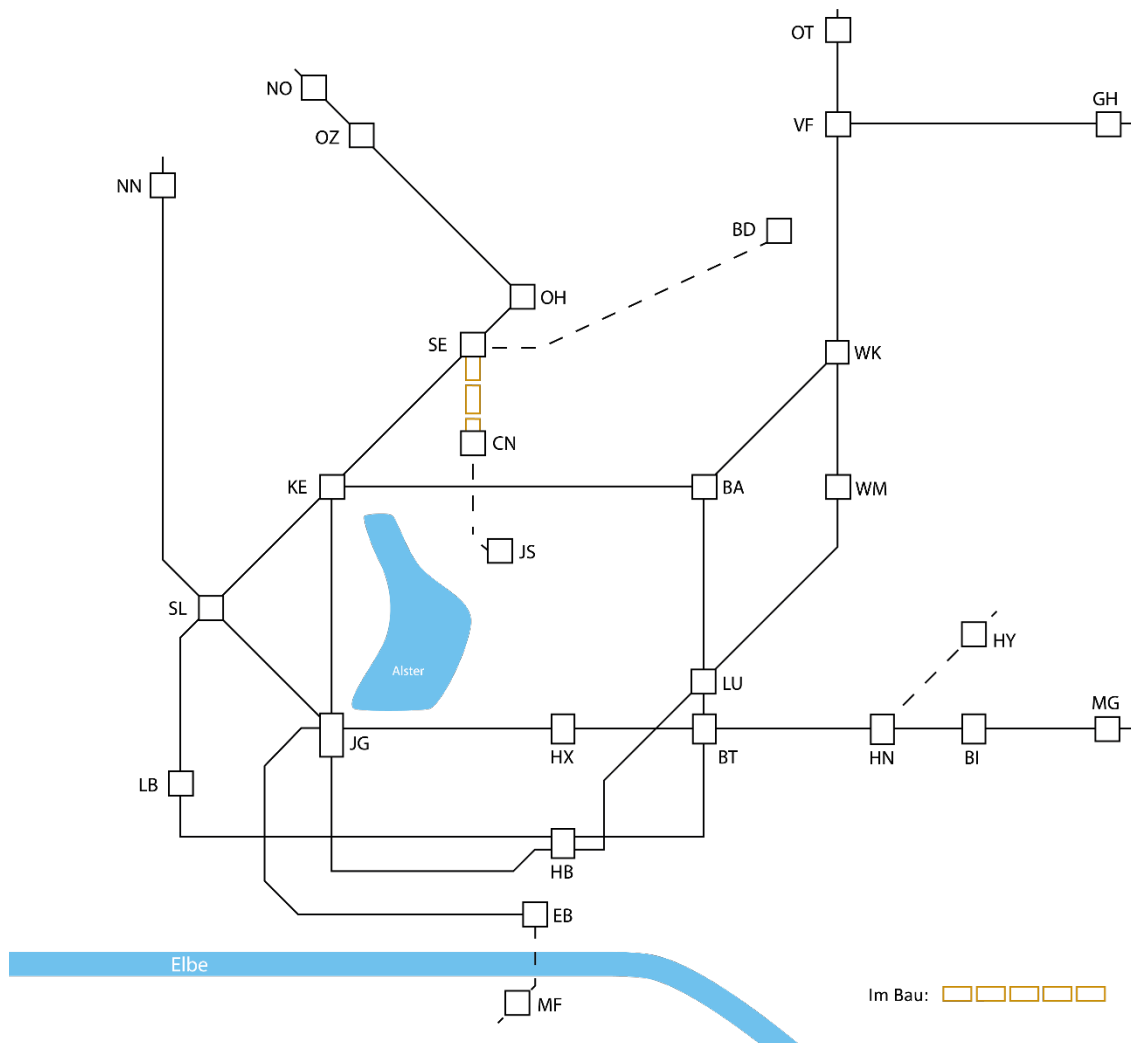 OT
NO
GH
VF
OZ
NN
BD
OH
SE
WK
CN
KE
BA
WM
JS
SL
HY
Alster
LU
MG
JG
HX
BT
HN
BI
LB
HB
EB
Elbe
Im Bau:
MF